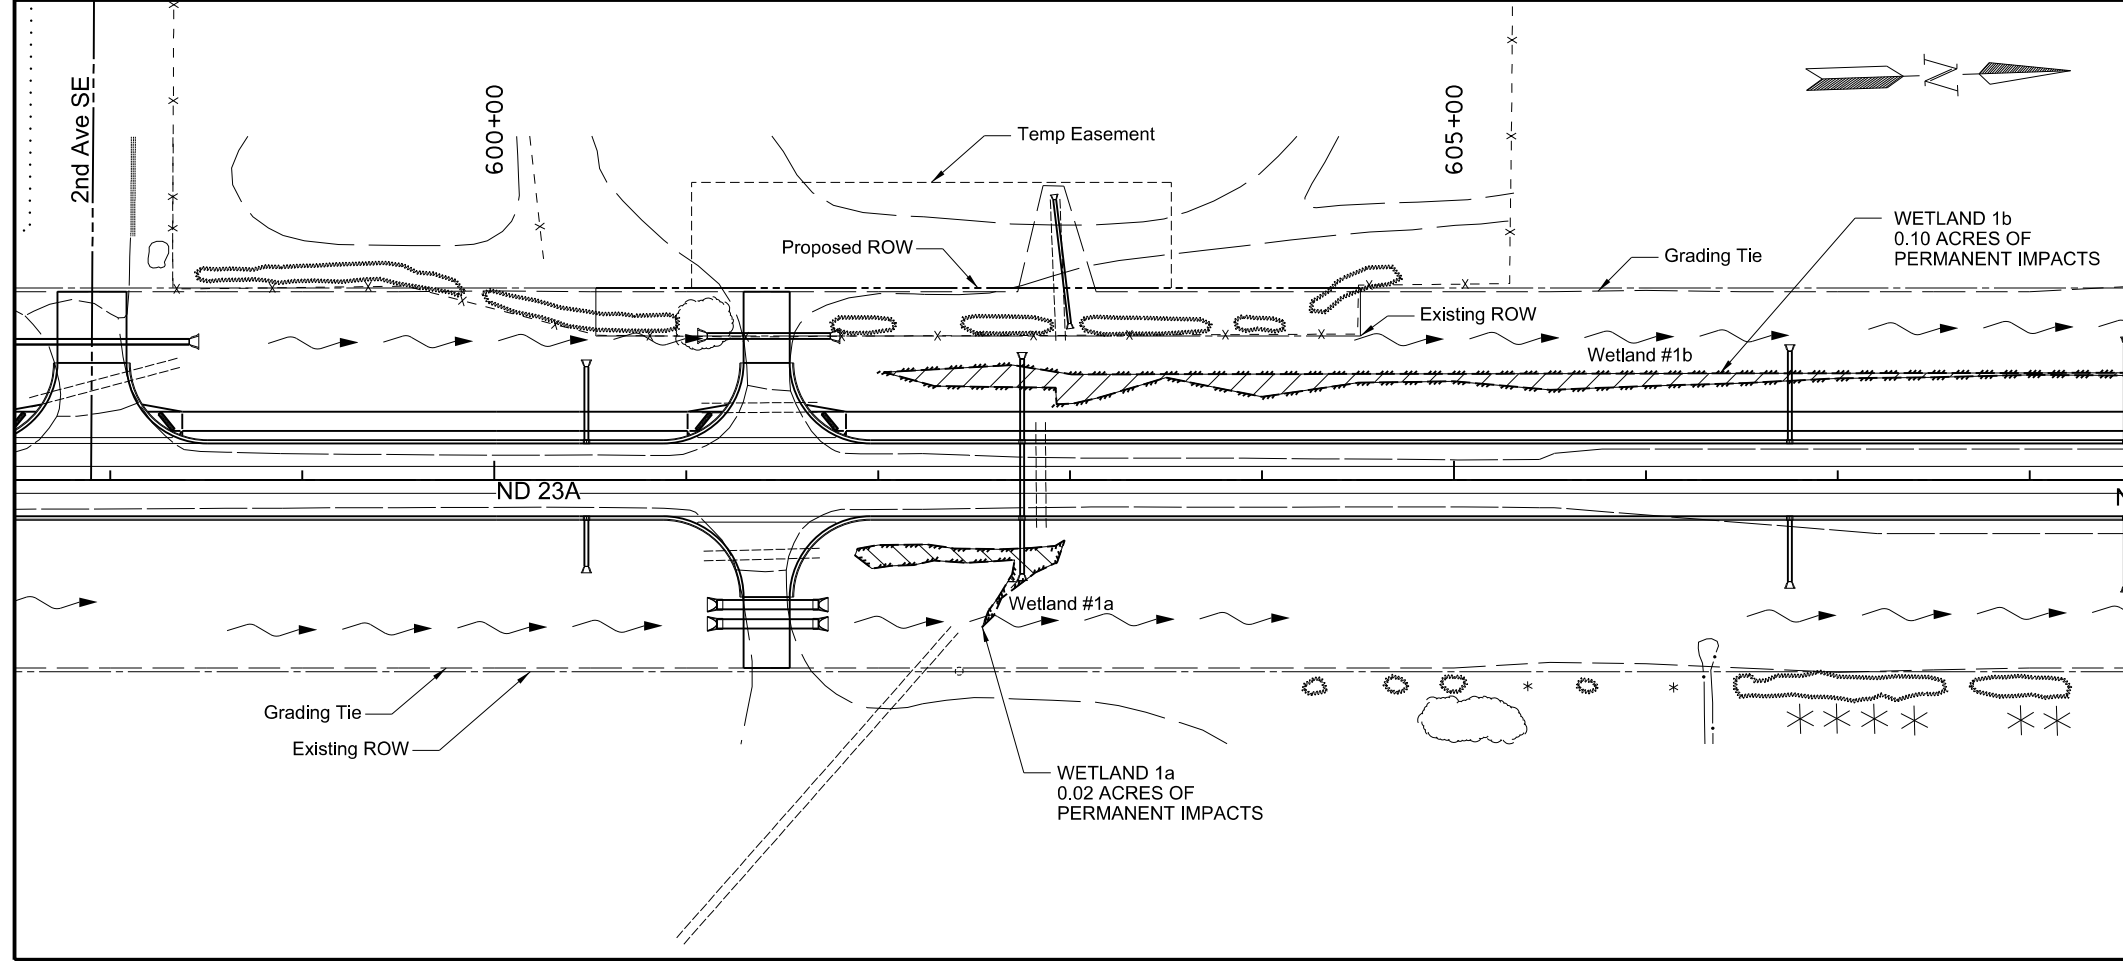 2nd Ave SE
600+00
605+00
N
Temp Easement
Proposed ROW
Grading Tie
WETLAND 1b
0.10 ACRES OF
PERMANENT IMPACTS
Existing ROW
Wetland #1b
ND 23A
Wetland #1a
Grading Tie
Existing ROW
WETLAND 1a
0.02 ACRES OF
PERMANENT IMPACTS